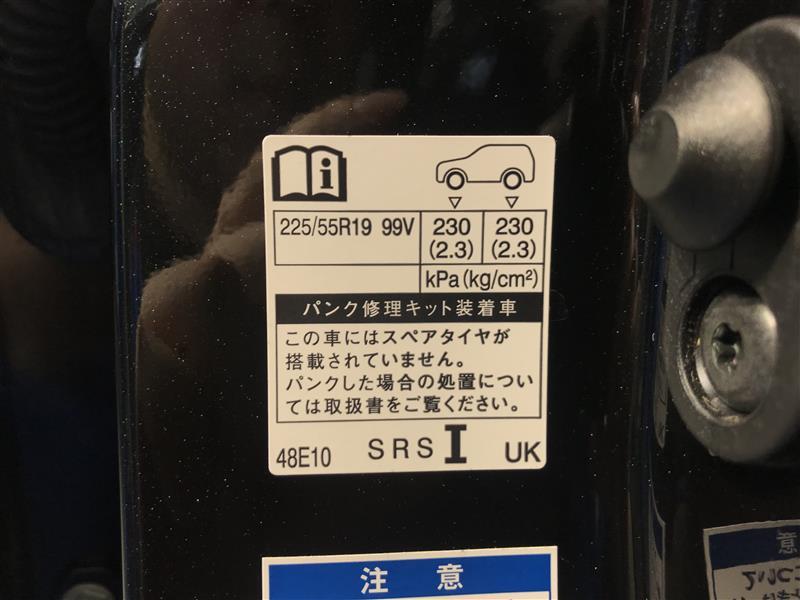 225/55R19 99V 230 230
(2.3) (2.3)
kPa(kg/cm²)
パンク修理キット装着車
この車にはスペアタイヤが
搭載されていません。
パンクした場合の処置につい
ては取扱書をご覧ください。
48E10 SRS I UK
注 意
意